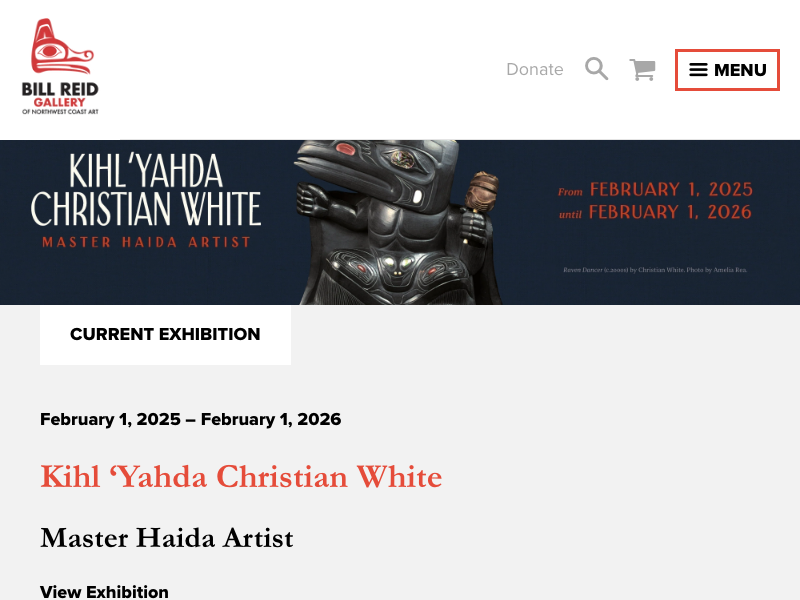 BILL REID
GALLERY
OF NORTHWEST COAST ART
Donate
MENU
KIHL'YAHDA
CHRISTIAN WHITE
MASTER HAIDA ARTIST
From FEBRUARY 1, 2025
until FEBRUARY 1, 2026
Raven Dancer (c.2010s) by Christian White. Photo by Amelia Rea.
CURRENT EXHIBITION
February 1, 2025 – February 1, 2026
Kihl ‘Yahda Christian White
Master Haida Artist
View Exhibition